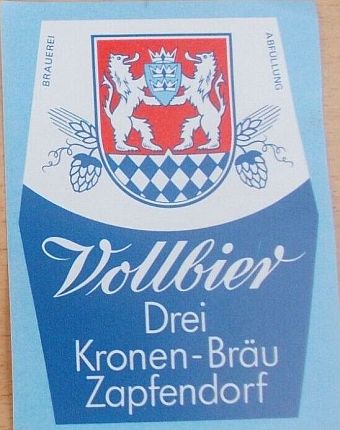 BRAUEREI
ABFÜLLUNG
Vollbier
Drei
Kronen-Bräu
Zapfendorf